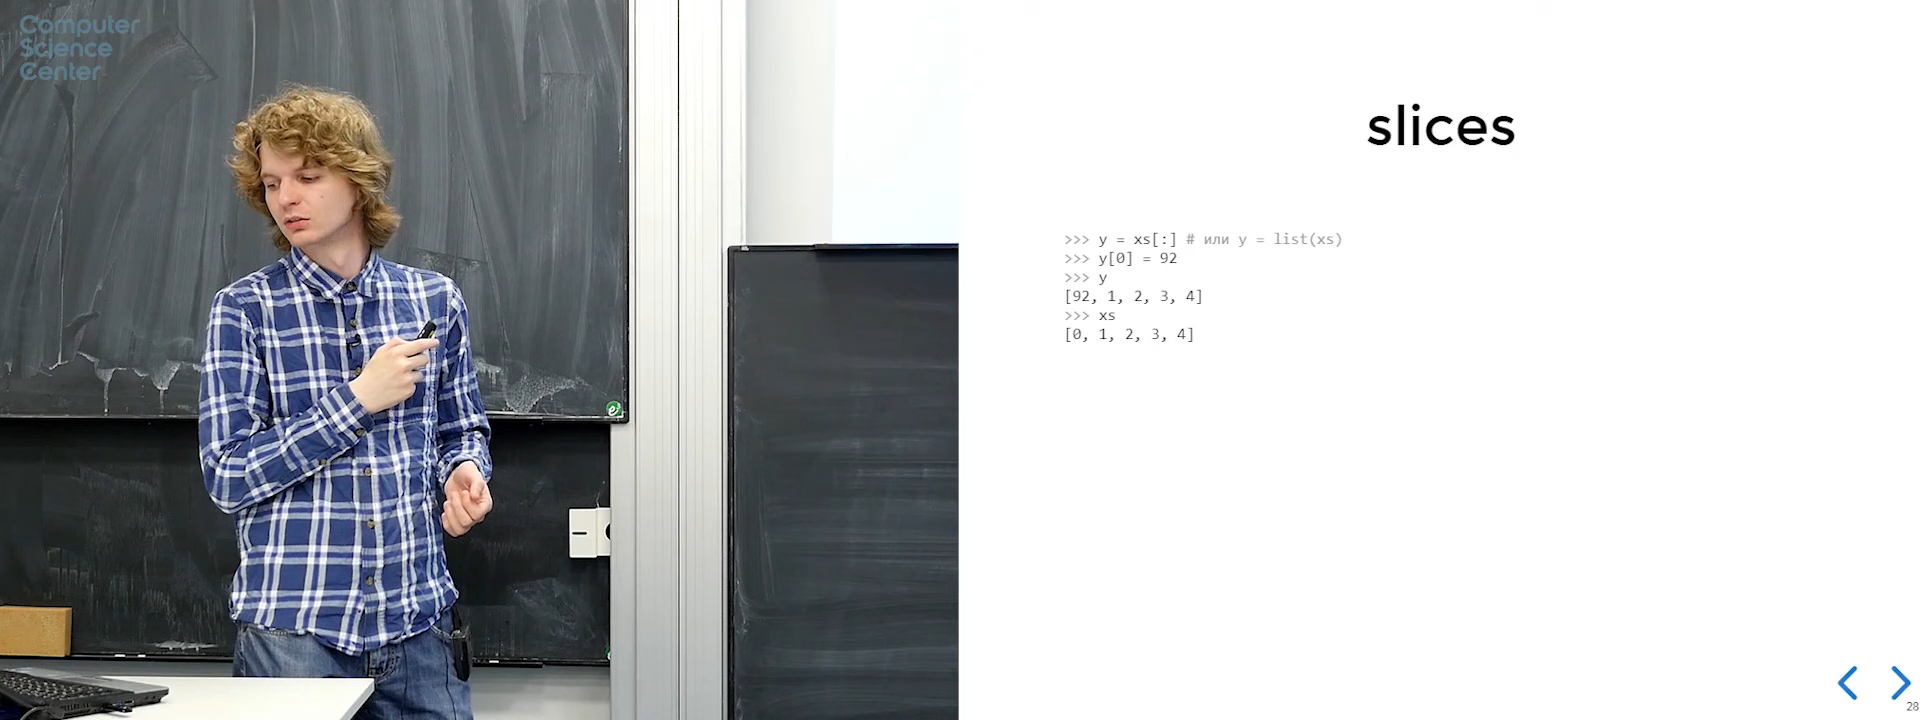 Computer
Science
Center
slices
>>> y = xs[:] # или y = list(xs)
>>> y[0] = 92
>>> y
[92, 1, 2, 3, 4]
>>> xs
[0, 1, 2, 3, 4]
28